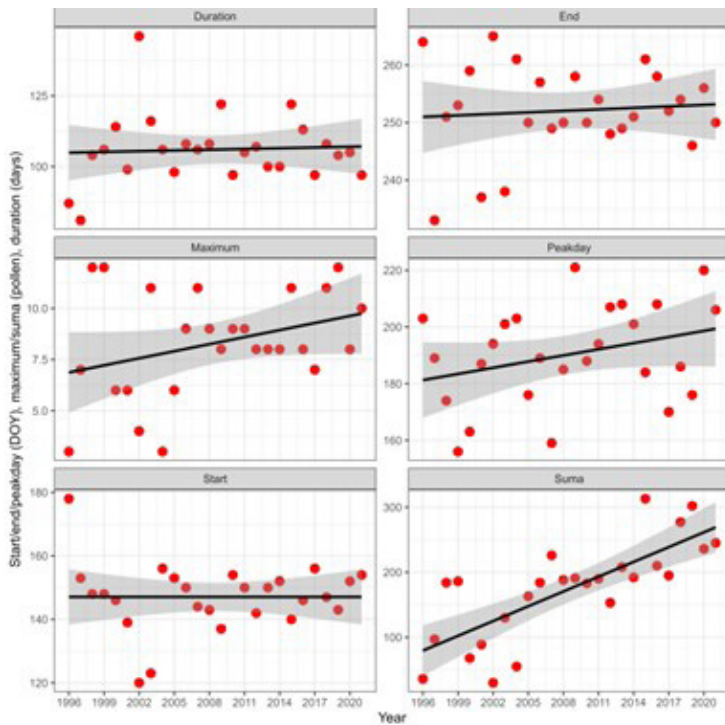 Duration
End
125
100
260
250
240
Maximum
Peakday
10.0
7.5
5.0
220
200
180
160
Start
Suma
180
160
140
120
300
200
100
1996 1999 2002 2005 2008 2011 2014 2017 2020
1996 1999 2002 2005 2008 2011 2014 2017 2020
Year
Start/end/peakday (DOY), maximum/suma (pollen), duration (days)